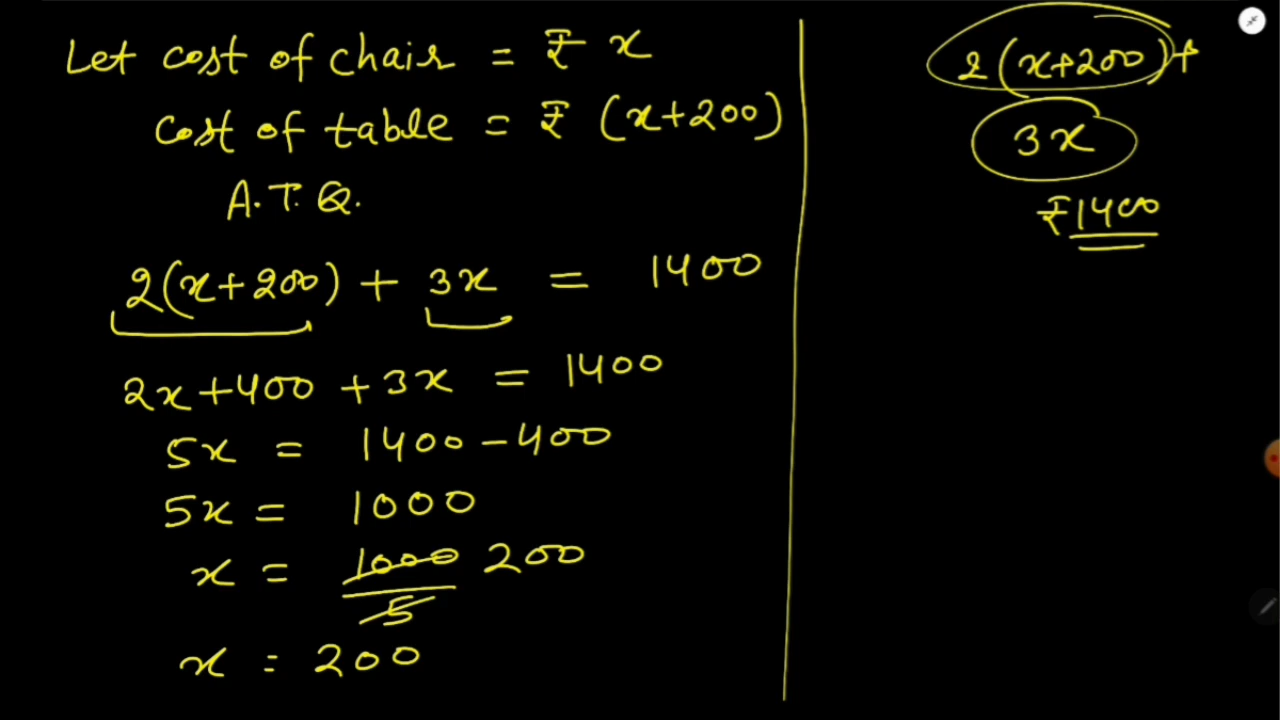 Let cost of chair = ₹ x
cost of table = ₹ (x+200)
A.T.Q.
2(x+200) + 3x = 1400
2x+400 + 3x = 1400
5x = 1400 - 400
5x = 1000
x = 1000/5 200
x = 200
2(x+200)+
3x
₹1400